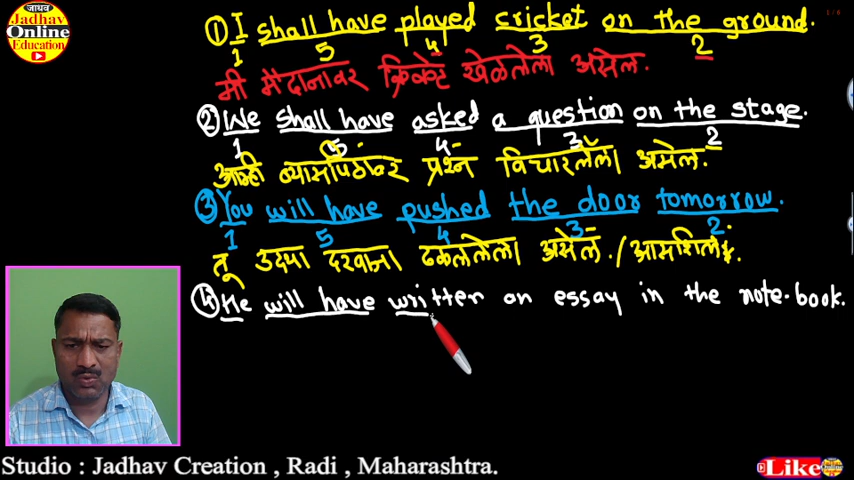 जाधव
Jadhav
Online
Education
① I shall have played cricket on the ground.
1 5 4 3 2
मी मैदानावर क्रिकेट खेळलेलो असेल.
② We shall have asked a question on the stage.
1 5 4 3 2
आम्ही व्यासपिठावर प्रश्न विचारलेला असेल.
③ You will have pushed the door tomorrow.
1 5 4 3 2
तू उदया दरवाजा ढकललेला असेल. /
④ He will have written an essay in the note-book.
Studio : Jadhav Creation , Radi , Maharashtra.
Like